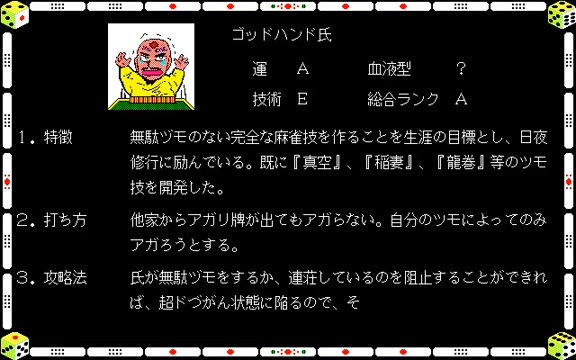 ゴッドハンド氏
運 A 血液型 ?
技術 E 総合ランク A
1. 特徴 無駄ヅモのない完全な麻雀技を作ることを生涯の目標とし、日夜
修行に励んでいる。既に『真空』、『稲妻』、『龍巻』等のツモ
技を開発した。
2. 打ち方 他家からアガリ牌が出てもアガらない。自分のツモによってのみ
アガろうとする。
3. 攻略法 氏が無駄ヅモをするか、連荘しているのを阻止することができれ
ば、超ドヅがん状態に陥るので、そ